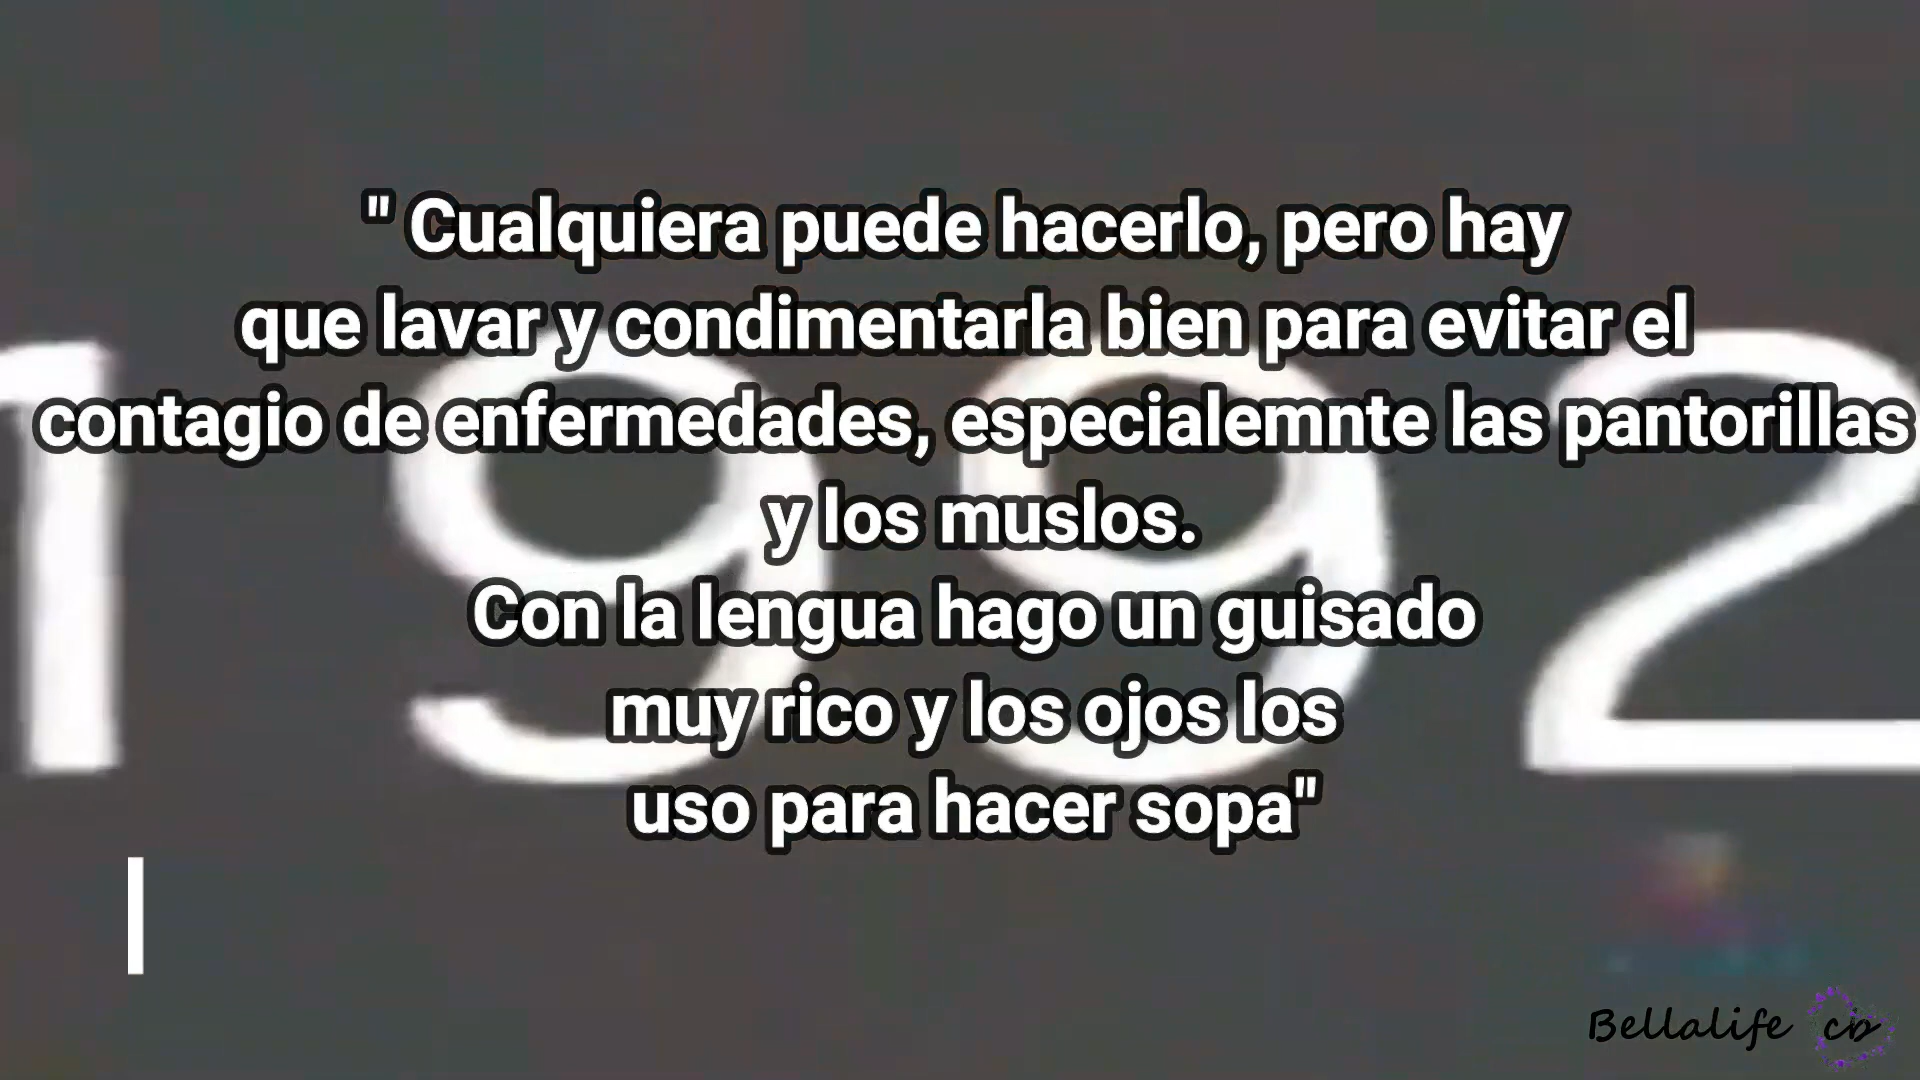 " Cualquiera puede hacerlo, pero hay
que lavar y condimentarla bien para evitar el
contagio de enfermedades, especialemnte las pantorillas
y los muslos.
Con la lengua hago un guisado
muy rico y los ojos los
uso para hacer sopa"
1992
Bellalife cb